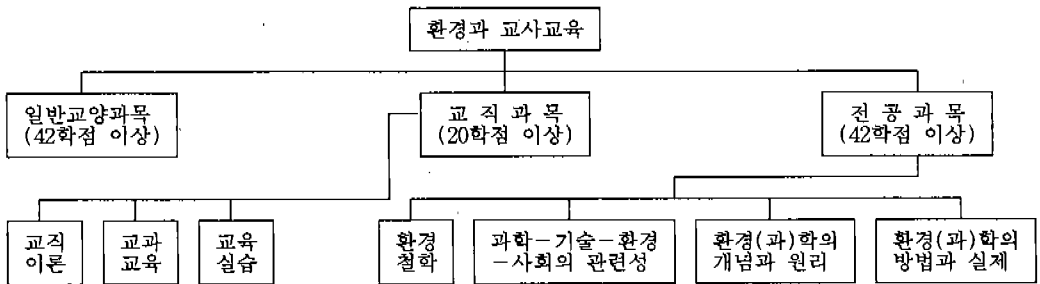 환경과 교사교육
일반교양과목
(42학점 이상)
교직과목
(20학점 이상)
전공과목
(42학점 이상)
교직
이론
교과
교육
교육
실습
환경
철학
과학-기술-환경
-사회의 관련성
환경(과)학의
개념과 원리
환경(과)학의
방법과 실제